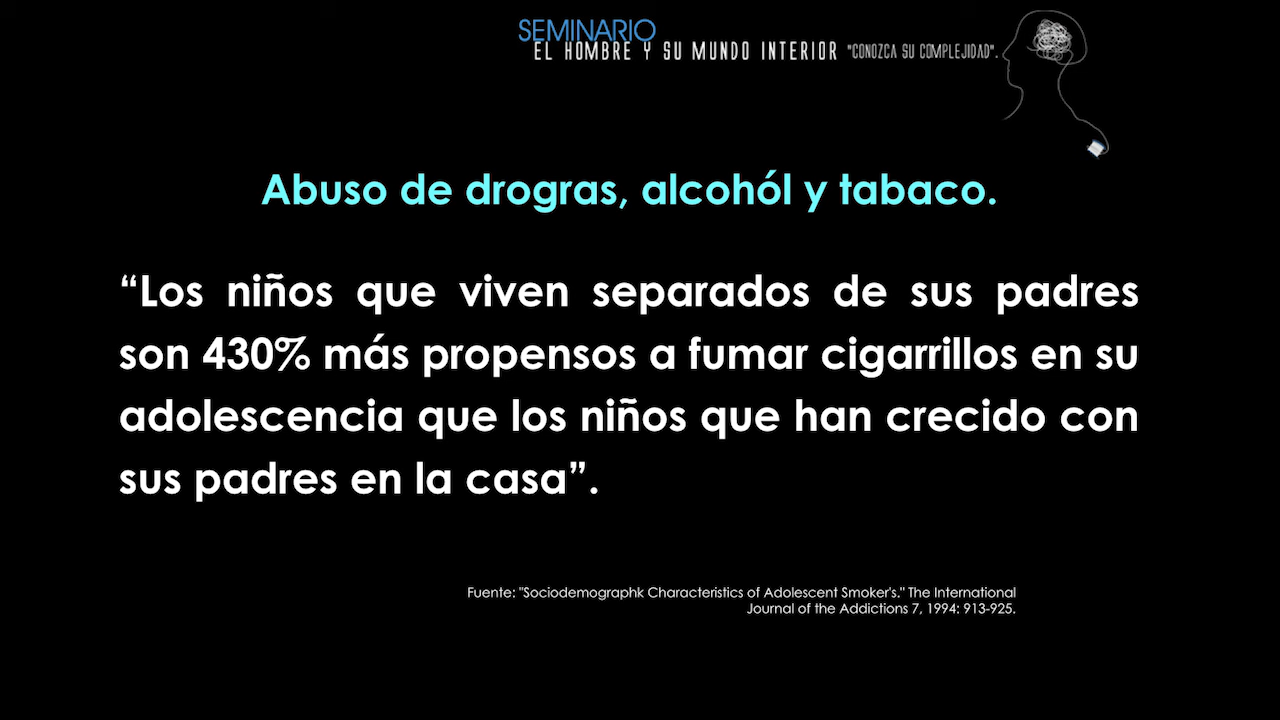 SEMINARIO
EL HOMBRE Y SU MUNDO INTERIOR "CONOZCA SU COMPLEJIDAD".
Abuso de drogras, alcohól y tabaco.
“Los niños que viven separados de sus padres
son 430% más propensos a fumar cigarrillos en su
adolescencia que los niños que han crecido con
sus padres en la casa”.
Fuente: "Sociodemographk Characteristics of Adolescent Smoker's." The International
Journal of the Addictions 7, 1994: 913-925.